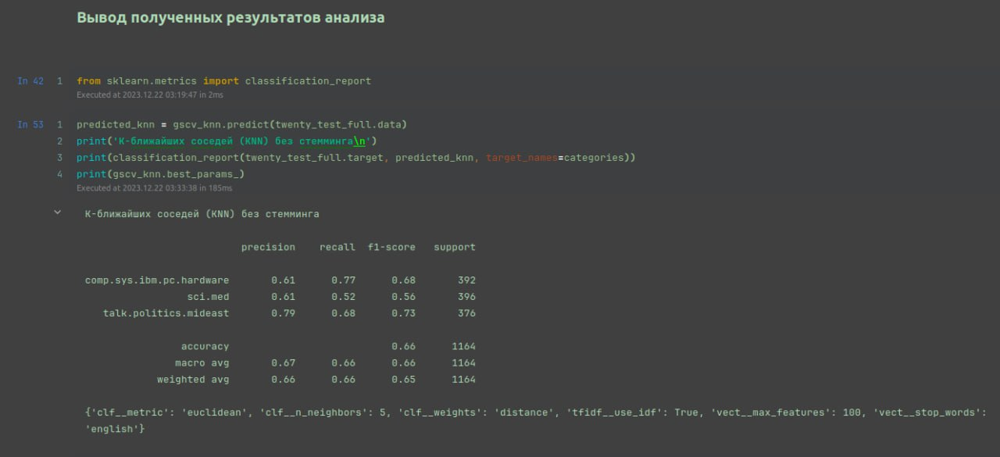 Вывод полученных результатов анализа
In 42 1 from sklearn.metrics import classification_report
Executed at 2023.12.22 03:19:47 in 2ms
In 53 1 predicted_knn = gscv_knn.predict(twenty_test_full.data)
2 print('К-ближайших соседей (KNN) без стемминга\n')
3 print(classification_report(twenty_test_full.target, predicted_knn, target_names=categories))
4 print(gscv_knn.best_params_)
Executed at 2023.12.22 03:33:38 in 185ms
К-ближайших соседей (KNN) без стемминга
precision recall f1-score support
comp.sys.ibm.pc.hardware 0.61 0.77 0.68 392
sci.med 0.61 0.52 0.56 396
talk.politics.mideast 0.79 0.68 0.73 376
accuracy 0.66 1164
macro avg 0.67 0.66 0.66 1164
weighted avg 0.66 0.66 0.65 1164
{'clf__metric': 'euclidean', 'clf__n_neighbors': 5, 'clf__weights': 'distance', 'tfidf__use_idf': True, 'vect__max_features': 100, 'vect__stop_words':
'english'}